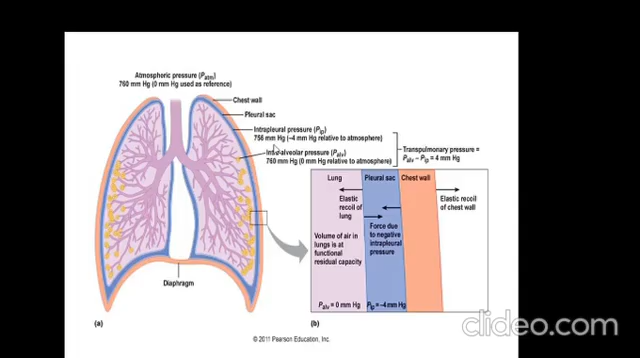 Atmospheric pressure (Patm)
760 mm Hg (0 mm Hg used as reference)
Chest wall
Pleural sac
Intrapleural pressure (Pip)
756 mm Hg (–4 mm Hg relative to atmosphere)
Intra-alveolar pressure (Palv)
760 mm Hg (0 mm Hg relative to atmosphere)
Transpulmonary pressure =
Palv – Pip = 4 mm Hg
Diaphragm
(a)
Lung
Pleural sac
Chest wall
Elastic
recoil of
lung
Elastic recoil
of chest wall
Force due
to negative
intrapleural
pressure
Volume of air in
lungs is at
functional
residual capacity
Palv = 0 mm Hg
Pip = –4 mm Hg
(b)
© 2011 Pearson Education, Inc.
clideo.com